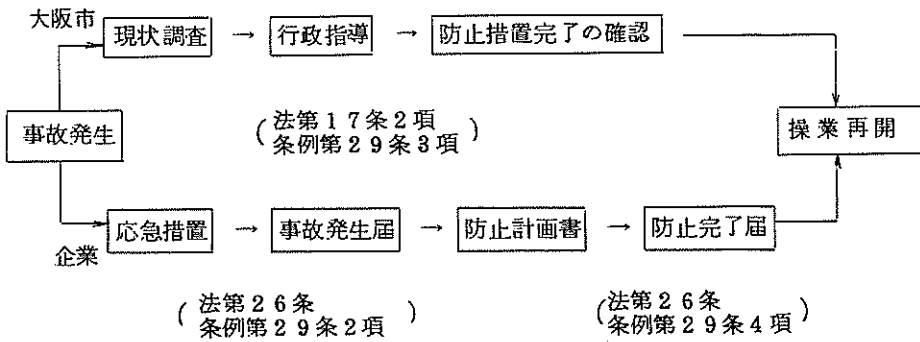 大阪市
現状調査 → 行政指導 → 防止措置完了の確認
(法第17条2項
条例第29条3項)
事故発生
操業再開
応急措置 → 事故発生届 → 防止計画書 → 防止完了届
企業
(法第26条
条例第29条2項)
(法第26条
条例第29条4項)